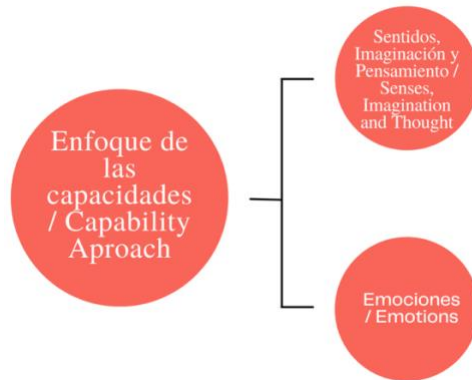 Enfoque de
las
capacidades
/ Capability
Aproach
Sentidos,
Imaginación y
Pensamiento /
Senses,
Imagination
and Thought
Emociones
/ Emotions